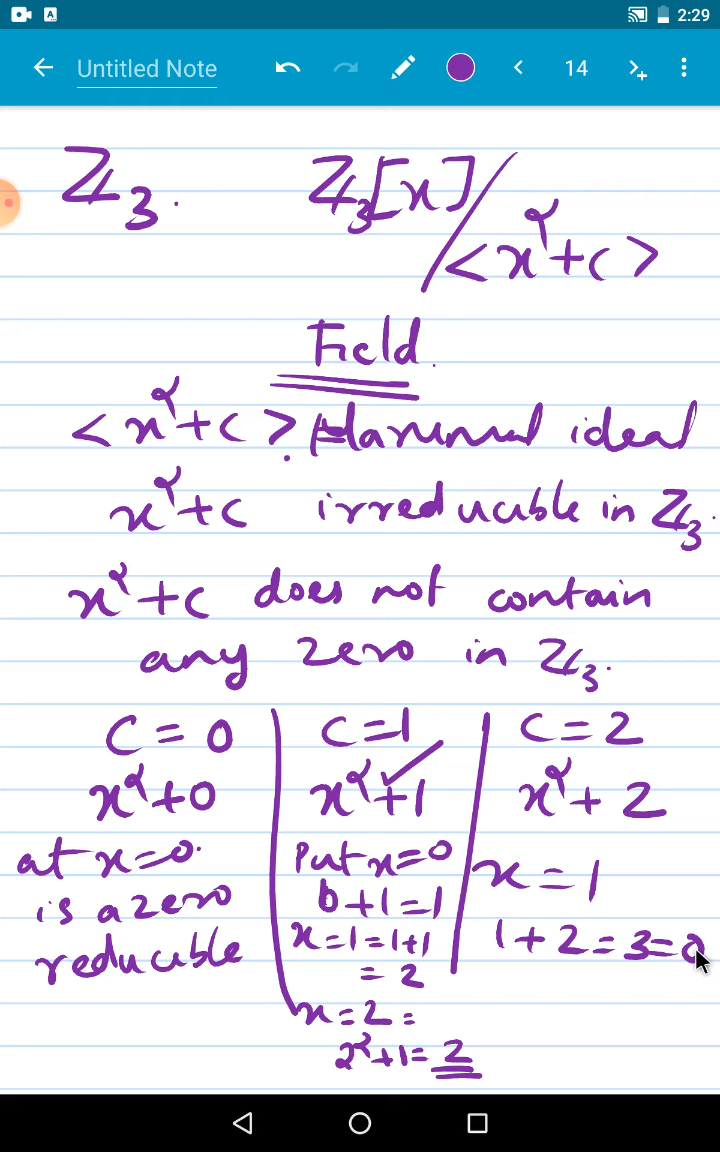 2:29
Untitled Note 14
Z₃. Z₃[x]/<x²+c>
Field.
<x²+c>. Maximal ideal
x²+c irreducible in Z₃.
x²+c does not contain
any zero in Z₃.
C=0 C=1 C=2
x²+0 x²+1 ✓ x²+2
at x=0. Put x=0 x=1
is a zero 0+1=1 1+2=3=0
reducible x=1=1+1
=2
x=2=
2²+1=2